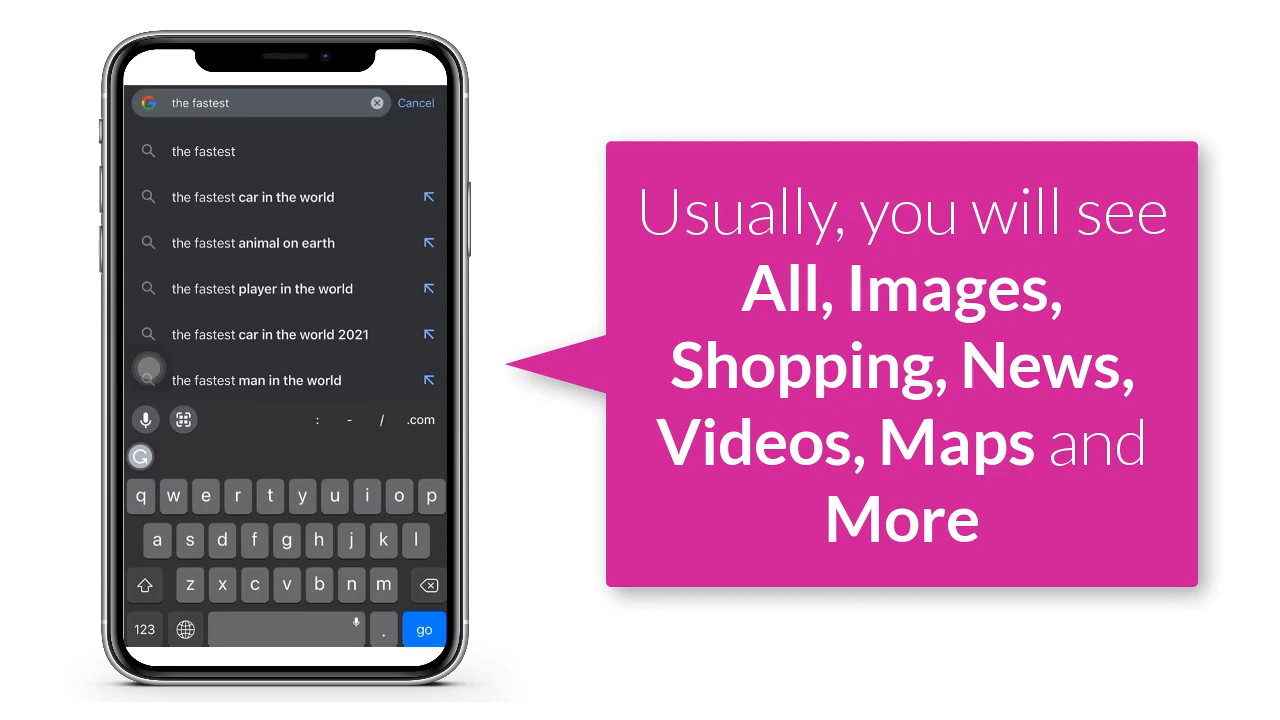 the fastest
Cancel
the fastest
the fastest car in the world
the fastest animal on earth
the fastest player in the world
the fastest car in the world 2021
the fastest man in the world
: - / .com
q w e r t y u i o p
a s d f g h j k l
z x c v b n m
123 . go
Usually, you will see
All, Images,
Shopping, News,
Videos, Maps and
More